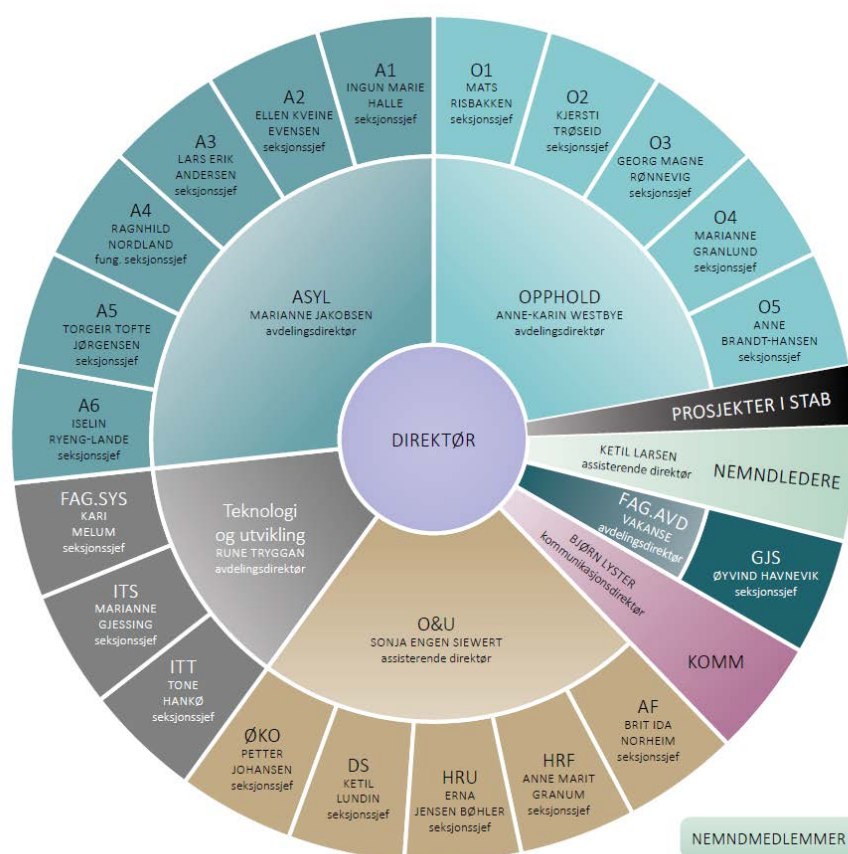 A1
INGUN MARIE
HALLE
seksjonssjef
A2
ELLEN KVEINE
EVENSEN
seksjonssjef
A3
LARS ERIK
ANDERSEN
seksjonssjef
A4
RAGNHILD
NORDLAND
fung. seksjonssjef
A5
TORGEIR TOFTE
JØRGENSEN
seksjonssjef
A6
ISELIN
RYENG-LANDE
seksjonssjef
O1
MATS
RISBAKKEN
seksjonssjef
O2
KJERSTI
TRØSEID
seksjonssjef
O3
GEORG MAGNE
RØNNEVIG
seksjonssjef
O4
MARIANNE
GRANLUND
seksjonssjef
O5
ANNE
BRANDT-HANSEN
seksjonssjef
ASYL
MARIANNE JAKOBSEN
avdelingsdirektør
OPPHOLD
ANNE-KARIN WESTBYE
avdelingsdirektør
DIREKTØR
PROSJEKTER I STAB
KETIL LARSEN
assisterende direktør
NEMNDLEDERE
FAG.AVD
VAKANSE
avdelingsdirektør
GJS
ØYVIND HAVNEVIK
seksjonssjef
BJØRN LYSTER
kommunikasjonsdirektør
KOMM
Teknologi
og utvikling
RUNE TRYGGAN
avdelingsdirektør
FAG.SYS
KARI
MELUM
seksjonssjef
ITS
MARIANNE
GJESSING
seksjonssjef
ITT
TONE
HANKØ
seksjonssjef
O&U
SONJA ENGEN SIEWERT
assisterende direktør
ØKO
PETTER
JOHANSEN
seksjonssjef
DS
KETIL
LUNDIN
seksjonssjef
HRU
ERNA
JENSEN BØHLER
seksjonssjef
HRF
ANNE MARIT
GRANUM
seksjonssjef
AF
BRIT IDA
NORHEIM
seksjonssjef
NEMNDMEDLEMMER